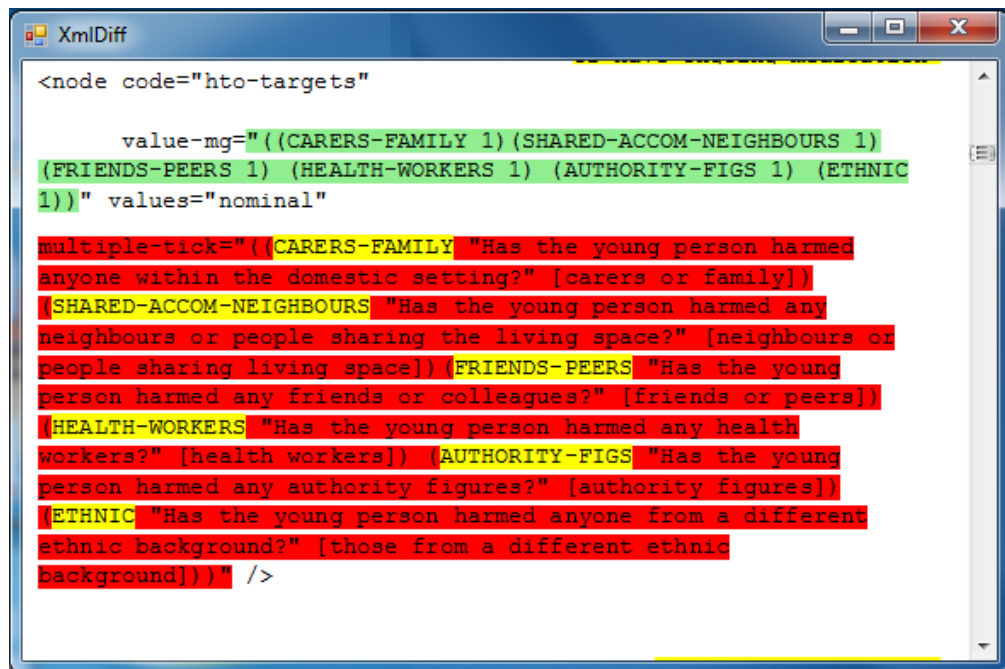 XmlDiff
<node code="hto-targets"
value-mg="((CARERS-FAMILY 1)(SHARED-ACCOM-NEIGHBOURS 1)
(FRIENDS-PEERS 1) (HEALTH-WORKERS 1) (AUTHORITY-FIGS 1) (ETHNIC
1))" values="nominal"
multiple-tick="((CARERS-FAMILY "Has the young person harmed
anyone within the domestic setting?" [carers or family])
(SHARED-ACCOM-NEIGHBOURS "Has the young person harmed any
neighbours or people sharing the living space?" [neighbours or
people sharing living space])(FRIENDS-PEERS "Has the young
person harmed any friends or colleagues?" [friends or peers])
(HEALTH-WORKERS "Has the young person harmed any health
workers?" [health workers]) (AUTHORITY-FIGS "Has the young
person harmed any authority figures?" [authority figures])
(ETHNIC "Has the young person harmed anyone from a different
ethnic background?" [those from a different ethnic
background]))" />